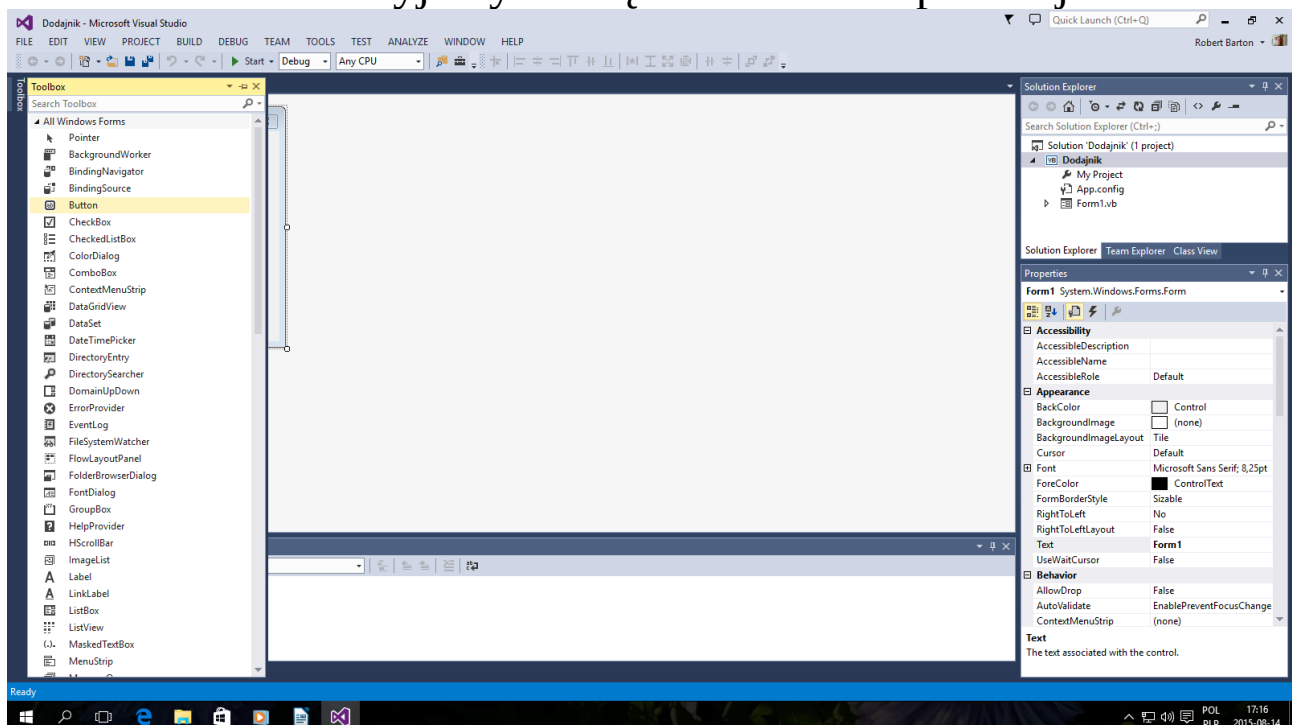 Dodajnik - Microsoft Visual Studio
Quick Launch (Ctrl+Q)
FILE EDIT VIEW PROJECT BUILD DEBUG TEAM TOOLS TEST ANALYZE WINDOW HELP
Robert Barton
Start Debug Any CPU
Toolbox
Toolbox
Search Toolbox
All Windows Forms
Pointer
BackgroundWorker
BindingNavigator
BindingSource
Button
CheckBox
CheckedListBox
ColorDialog
ComboBox
ContextMenuStrip
DataGridView
DataSet
DateTimePicker
DirectoryEntry
DirectorySearcher
DomainUpDown
ErrorProvider
EventLog
FileSystemWatcher
FlowLayoutPanel
FolderBrowserDialog
FontDialog
GroupBox
HelpProvider
HScrollBar
ImageList
Label
LinkLabel
ListBox
ListView
MaskedTextBox
MenuStrip
Solution Explorer
Search Solution Explorer (Ctrl+;)
Solution 'Dodajnik' (1 project)
Dodajnik
My Project
App.config
Form1.vb
Solution Explorer Team Explorer Class View
Properties
Form1 System.Windows.Forms.Form
Accessibility
AccessibleDescription
AccessibleName
AccessibleRole Default
Appearance
BackColor Control
BackgroundImage (none)
BackgroundImageLayout Tile
Cursor Default
Font Microsoft Sans Serif; 8,25pt
ForeColor ControlText
FormBorderStyle Sizable
RightToLeft No
RightToLeftLayout False
Text Form1
UseWaitCursor False
Behavior
AllowDrop False
AutoValidate EnablePreventFocusChange
ContextMenuStrip (none)
Text
The text associated with the control.
Ready
POL 17:16
PLP 2015-08-14